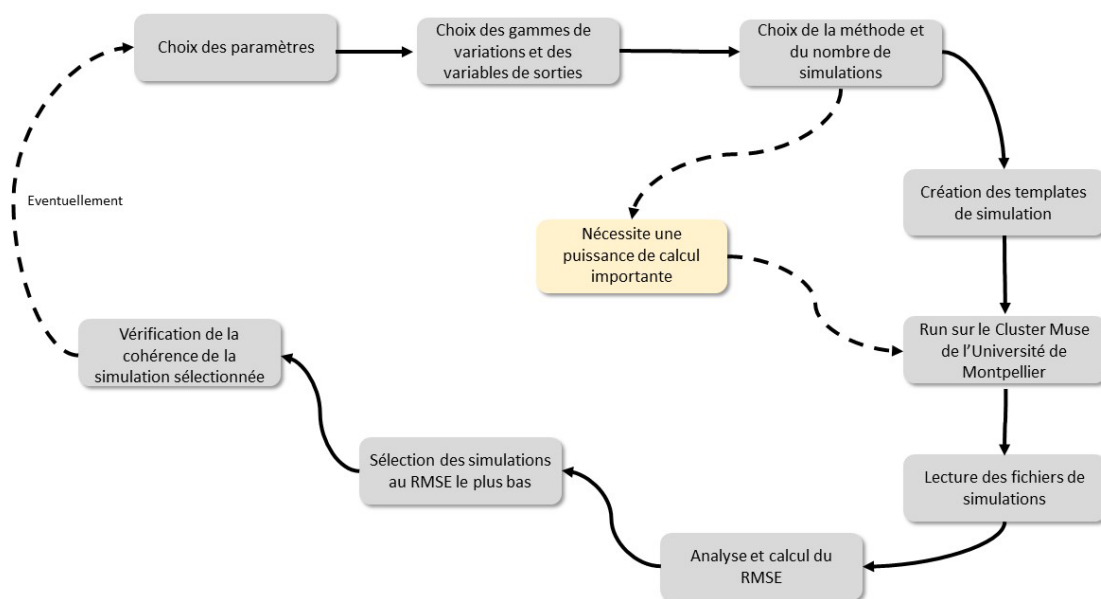 Choix des paramètres
Choix des gammes de
variations et des
variables de sorties
Choix de la méthode et
du nombre de
simulations
Création des templates
de simulation
Eventuellement
Nécessite une
puissance de calcul
importante
Run sur le Cluster Muse
de l’Université de
Montpellier
Vérification de la
cohérence de la
simulation sélectionnée
Sélection des simulations
au RMSE le plus bas
Lecture des fichiers de
simulations
Analyse et calcul du
RMSE